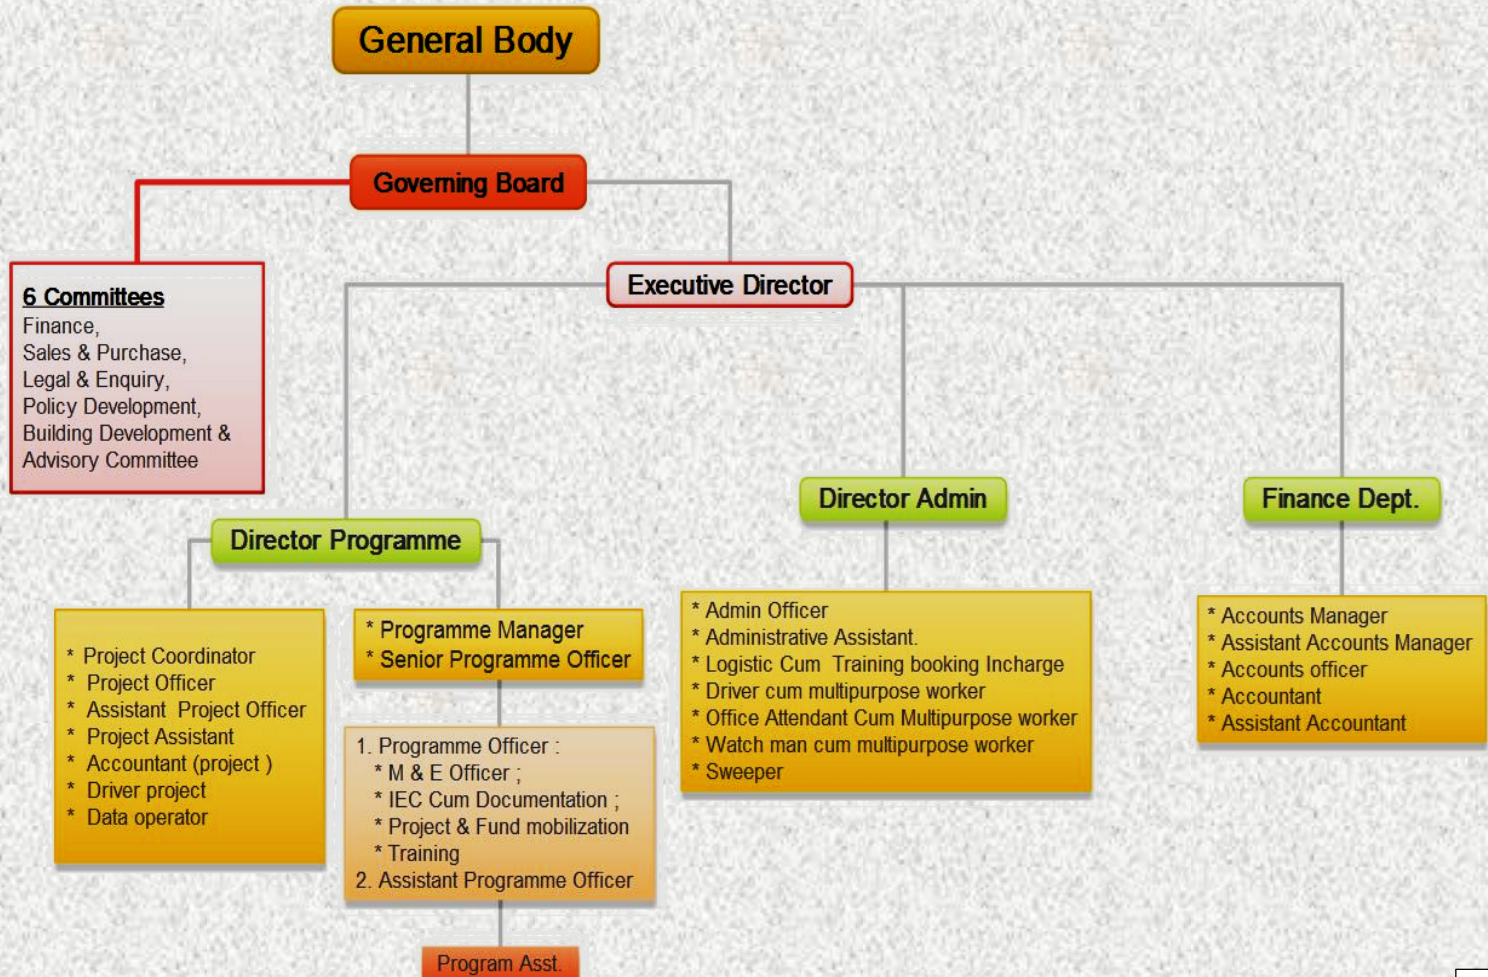 General Body
Governing Board
6 Committees
Finance,
Sales & Purchase,
Legal & Enquiry,
Policy Development,
Building Development &
Advisory Committee
Executive Director
Director Programme
Director Admin
Finance Dept.
* Project Coordinator
* Project Officer
* Assistant Project Officer
* Project Assistant
* Accountant (project )
* Driver project
* Data operator
* Programme Manager
* Senior Programme Officer
1. Programme Officer :
* M & E Officer ;
* IEC Cum Documentation ;
* Project & Fund mobilization
* Training
2. Assistant Programme Officer
Program Asst.
* Admin Officer
* Administrative Assistant.
* Logistic Cum Training booking Incharge
* Driver cum multipurpose worker
* Office Attendant Cum Multipurpose worker
* Watch man cum multipurpose worker
* Sweeper
* Accounts Manager
* Assistant Accounts Manager
* Accounts officer
* Accountant
* Assistant Accountant